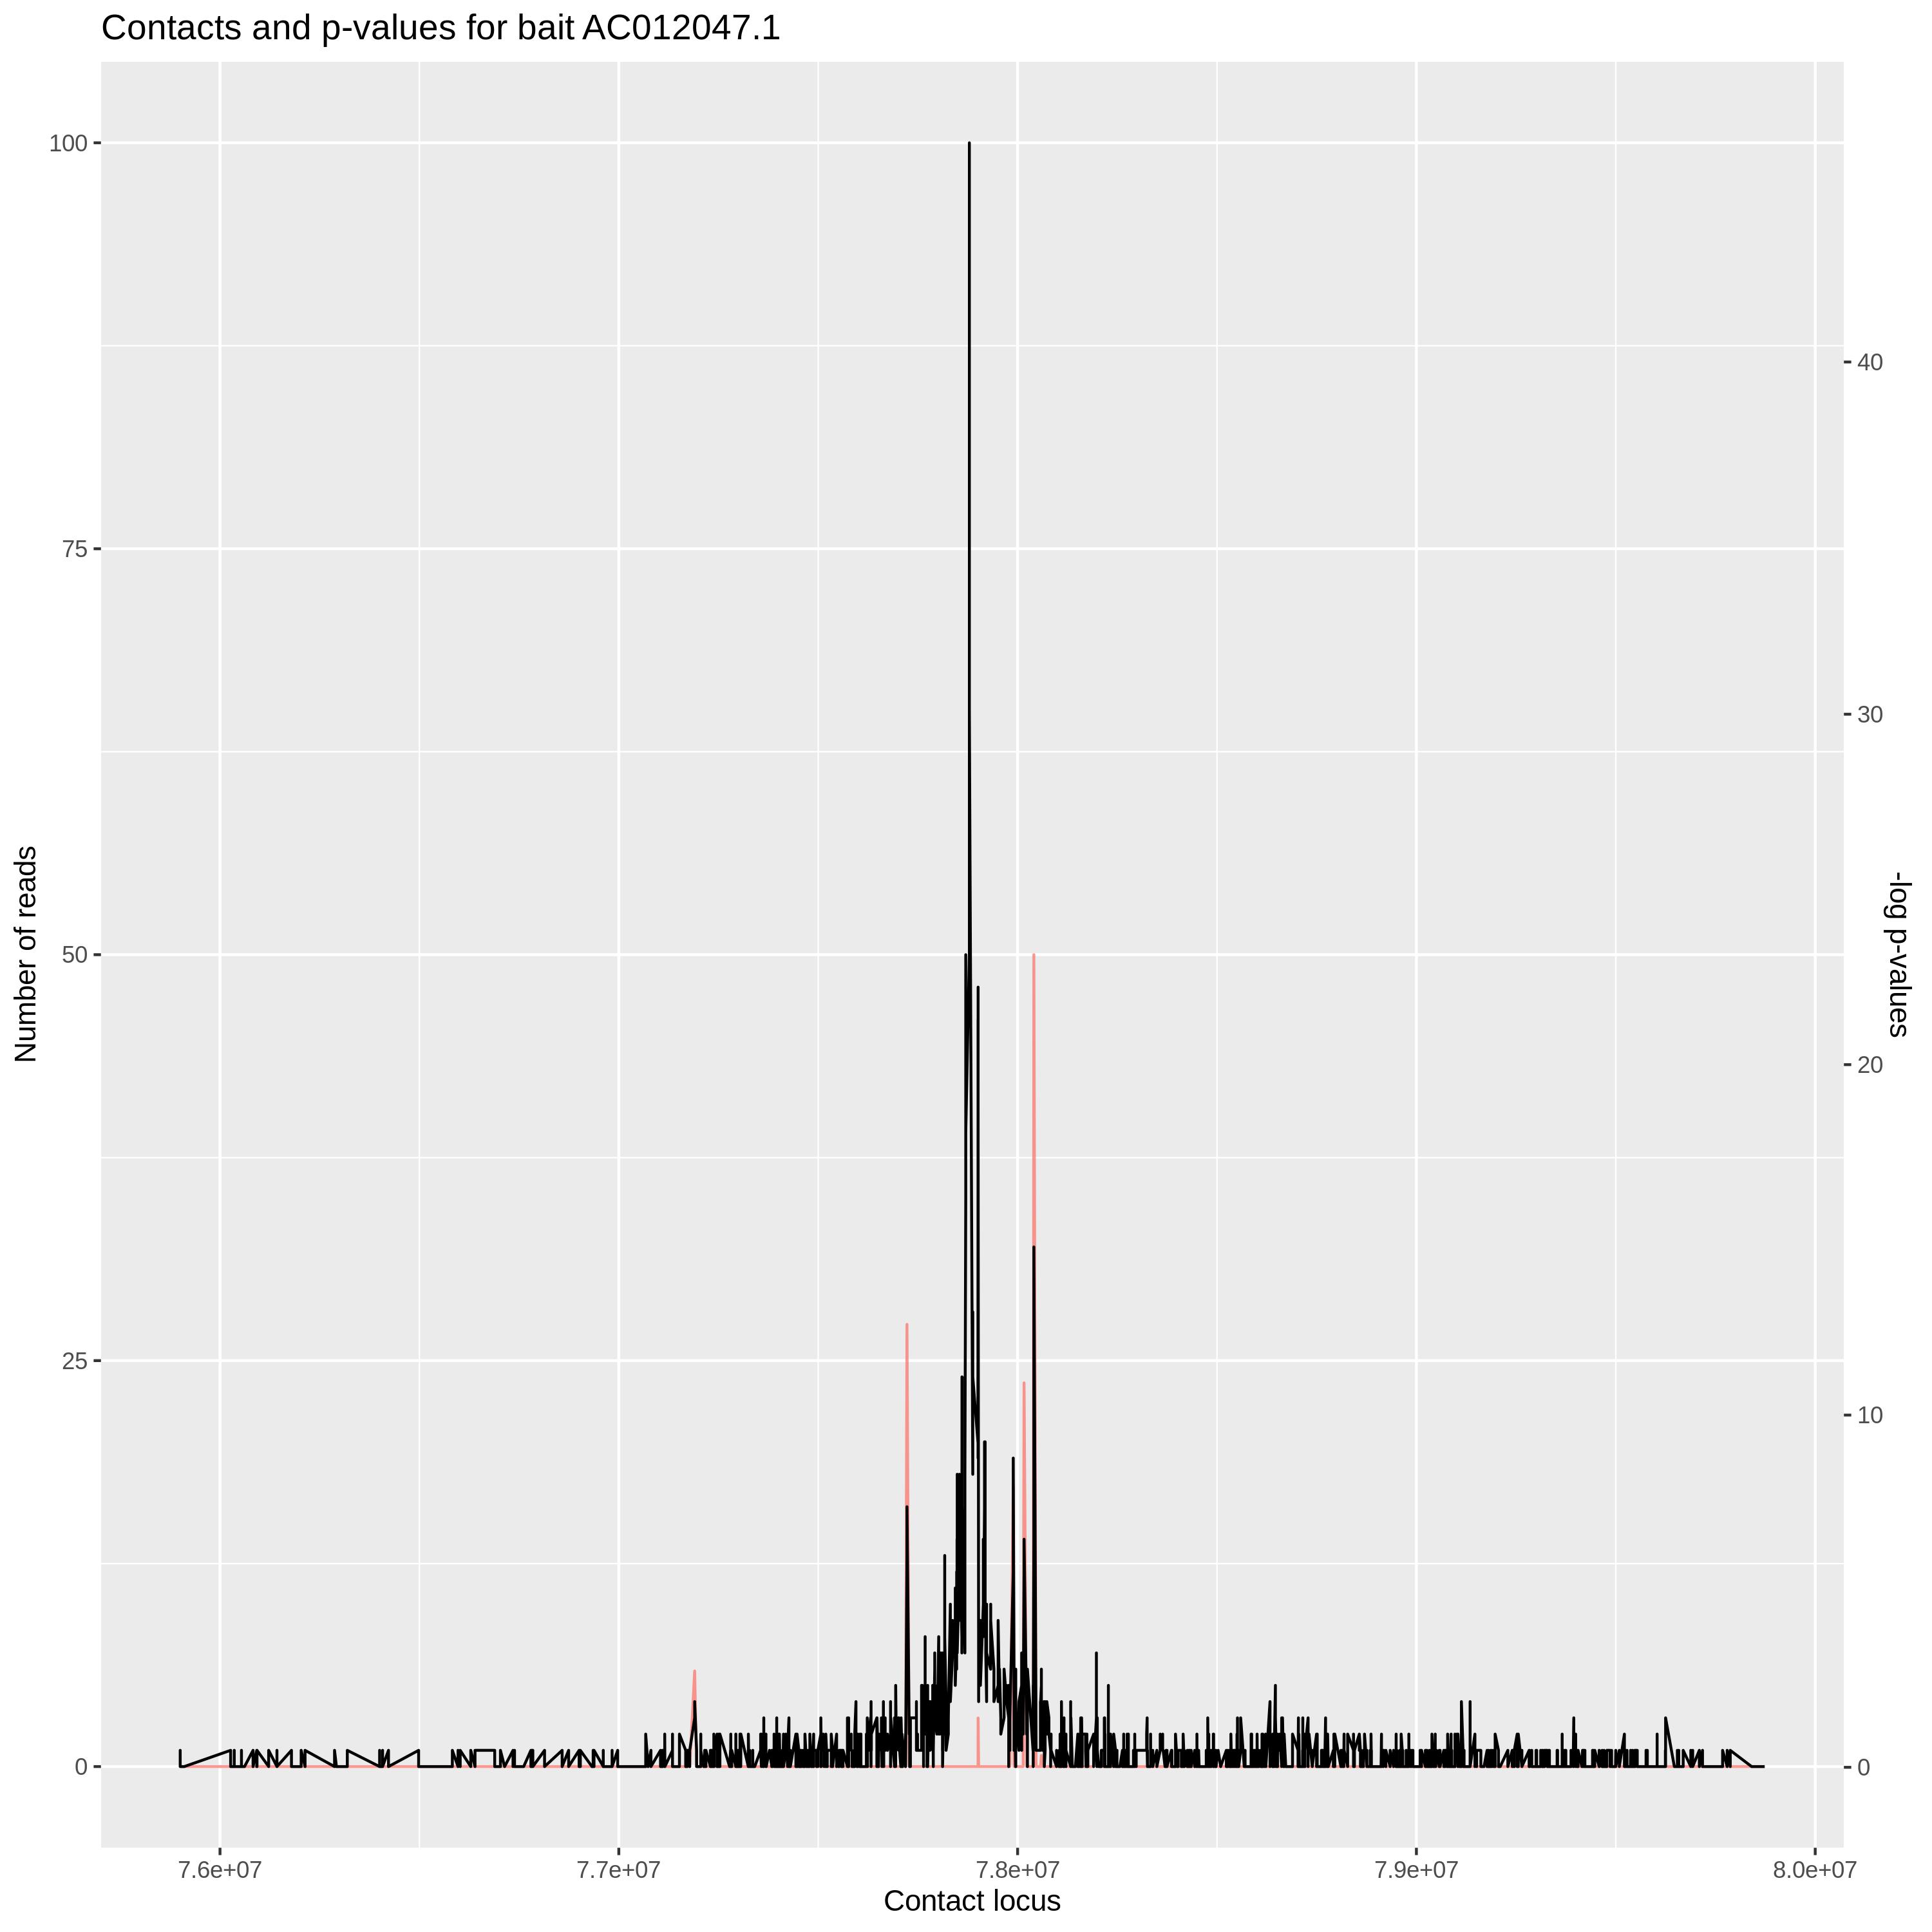 Contacts and p-values for bait AC012047.1
100
75
50
25
0
Number of reads
40
30
20
10
0
-log p-values
7.6e+07
7.7e+07
7.8e+07
7.9e+07
8.0e+07
Contact locus